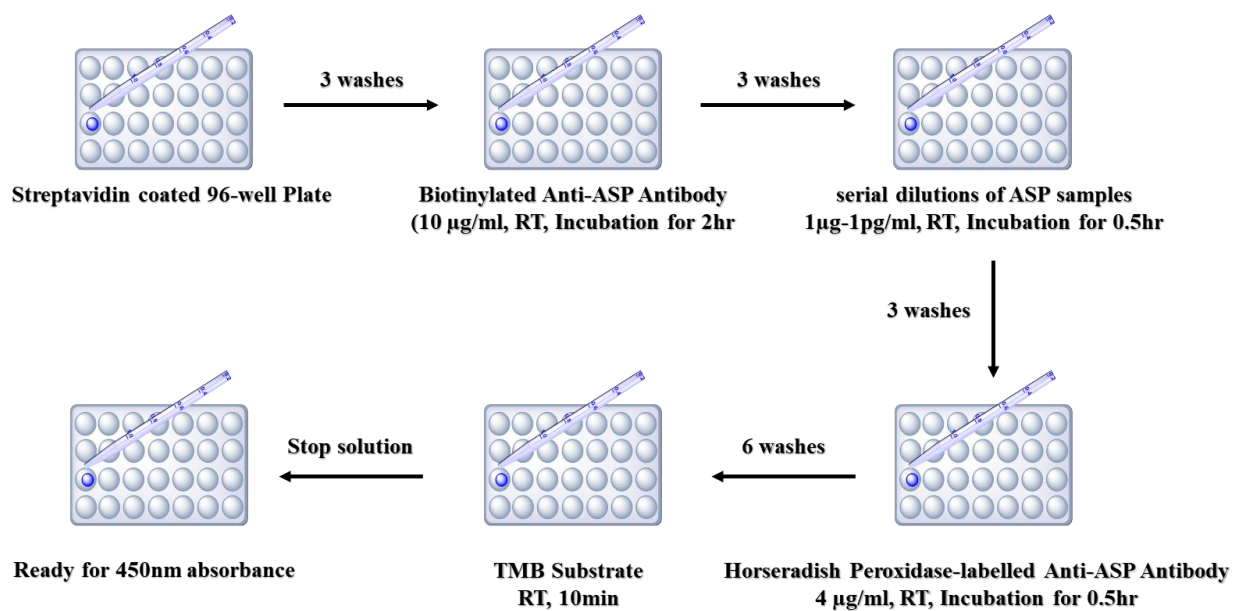 3 washes
3 washes
Streptavidin coated 96-well Plate
Biotinylated Anti-ASP Antibody
(10 µg/ml, RT, Incubation for 2hr
serial dilutions of ASP samples
1µg-1pg/ml, RT, Incubation for 0.5hr
3 washes
6 washes
Stop solution
Horseradish Peroxidase-labelled Anti-ASP Antibody
4 µg/ml, RT, Incubation for 0.5hr
TMB Substrate
RT, 10min
Ready for 450nm absorbance